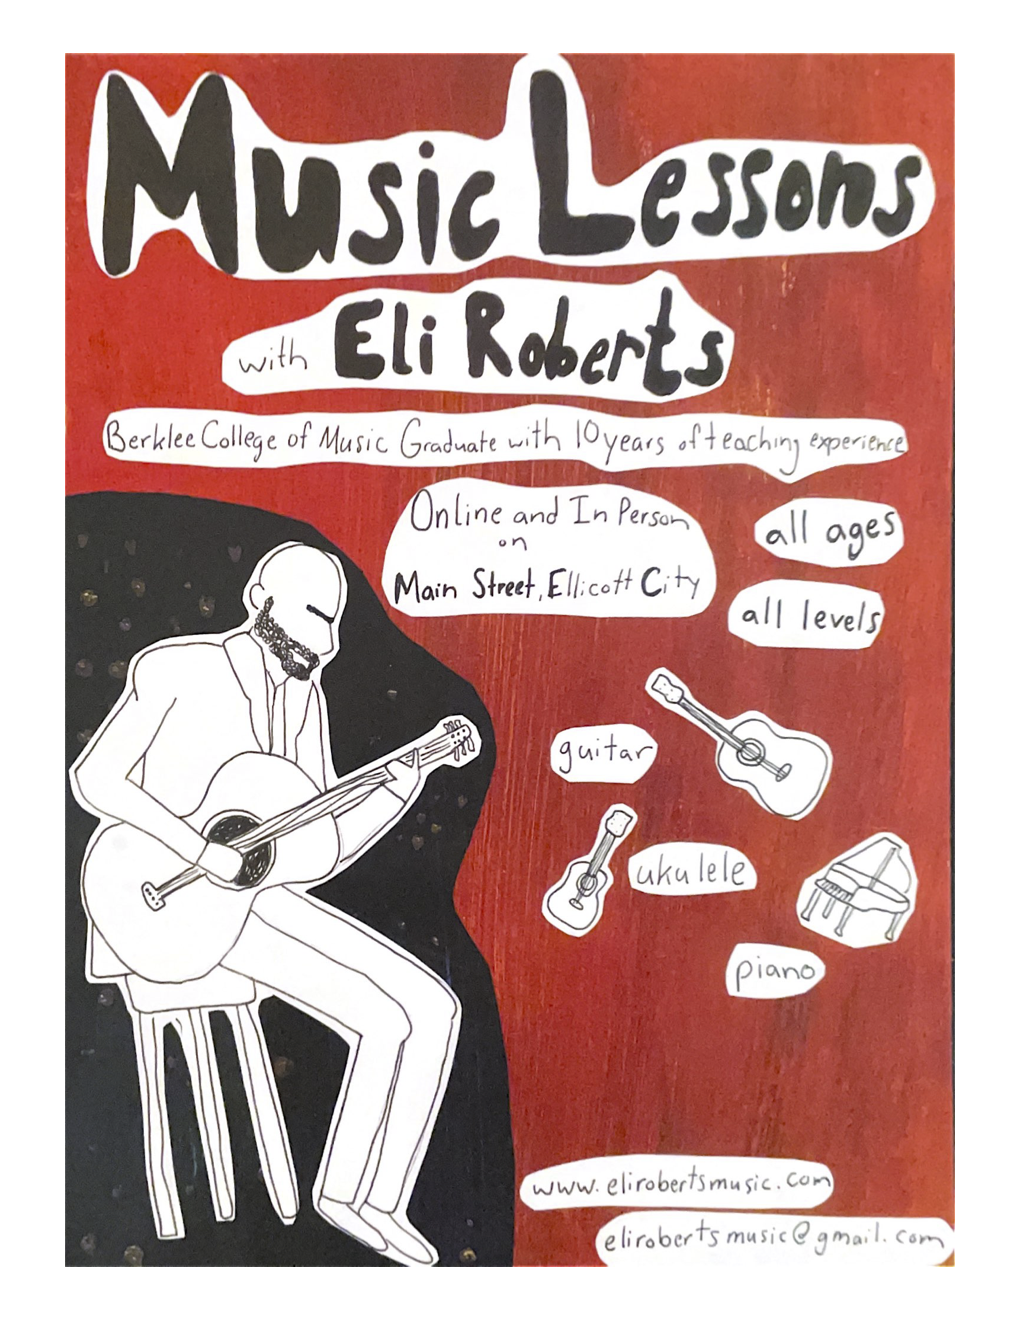 Music Lessons
with Eli Roberts
Berklee College of Music Graduate with 10 years of teaching experience
Online and In Person
on
Main Street, Ellicott City
all ages
all levels
guitar
ukulele
piano
www.elirobertsmusic.com
elirobertsmusic@gmail.com